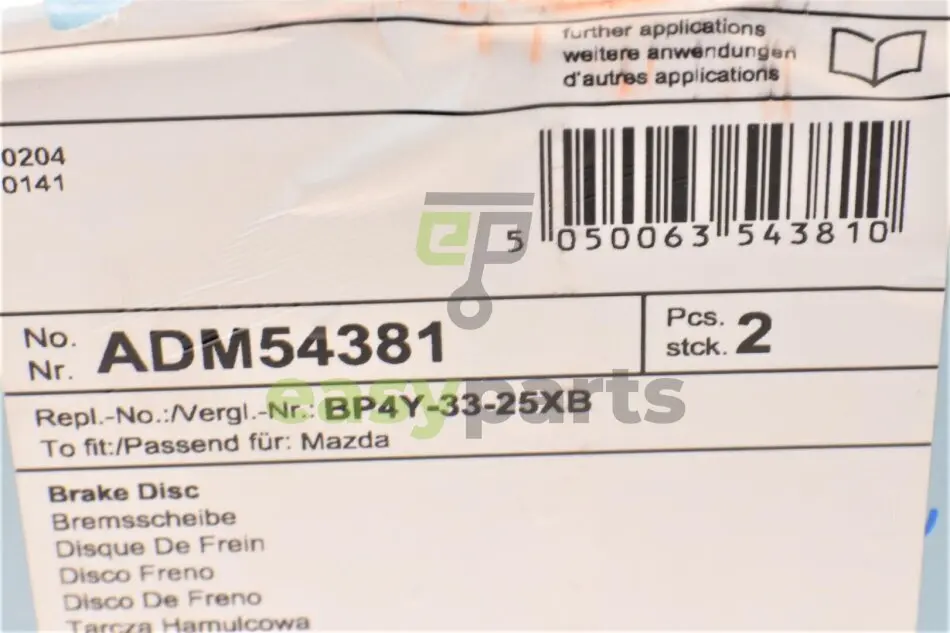 further applications
weitere anwendungen
d'autres applications
0204
0141
5 050063 543810
ep
No. ADM54381
Nr.
Pcs. 2
stck.
easyparts
Repl.-No.:/Vergl.-Nr.: BP4Y-33-25XB
To fit:/Passend für: Mazda
Brake Disc
Bremsscheibe
Disque De Frein
Disco Freno
Disco De Freno
Tarcza Hamulcowa